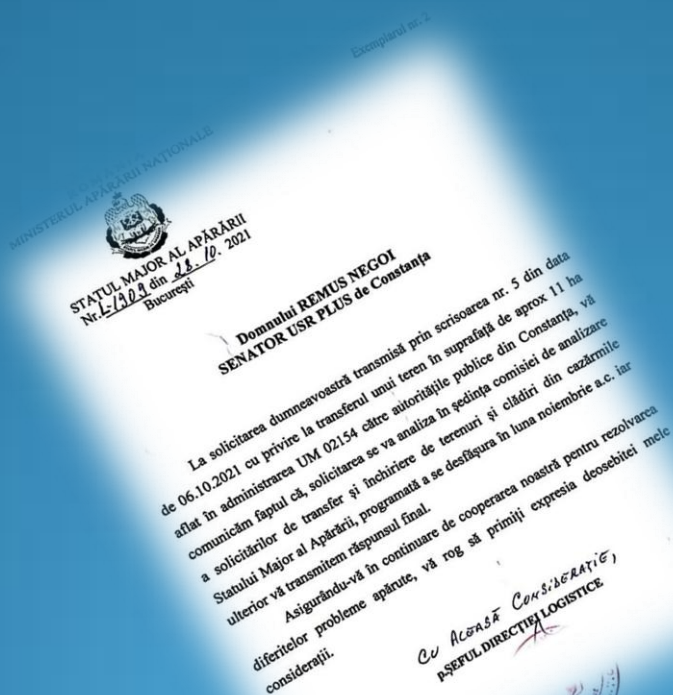 Exemplarul nr. 2
ROMÂNIA
MINISTERUL APĂRĂRII NAȚIONALE
STATUL MAJOR AL APĂRĂRII
Nr. L-1909 din 28. 10. 2021
București
Domnului REMUS NEGOI
SENATOR USR PLUS de Constanța
La solicitarea dumneavoastră transmisă prin scrisoarea nr. 5 din data
de 06.10.2021 cu privire la transferul unui teren în suprafață de aprox 11 ha
aflat în administrarea UM 02154 către autoritățile publice din Constanța, vă
comunicăm faptul că, solicitarea se va analiza în ședința comisiei de analizare
a solicitărilor de transfer și închiriere de terenuri și clădiri din cazărmile
Statului Major al Apărării, programată a se desfășura în luna noiembrie a.c. iar
ulterior vă transmitem răspunsul final.
Asigurându-vă în continuare de cooperarea noastră pentru rezolvarea
diferitelor probleme apărute, vă rog să primiți expresia deosebitei mele
considerații.
CU ACEASĂ CONSIDERAȚIE,
p.ȘEFUL DIRECȚIEI LOGISTICE